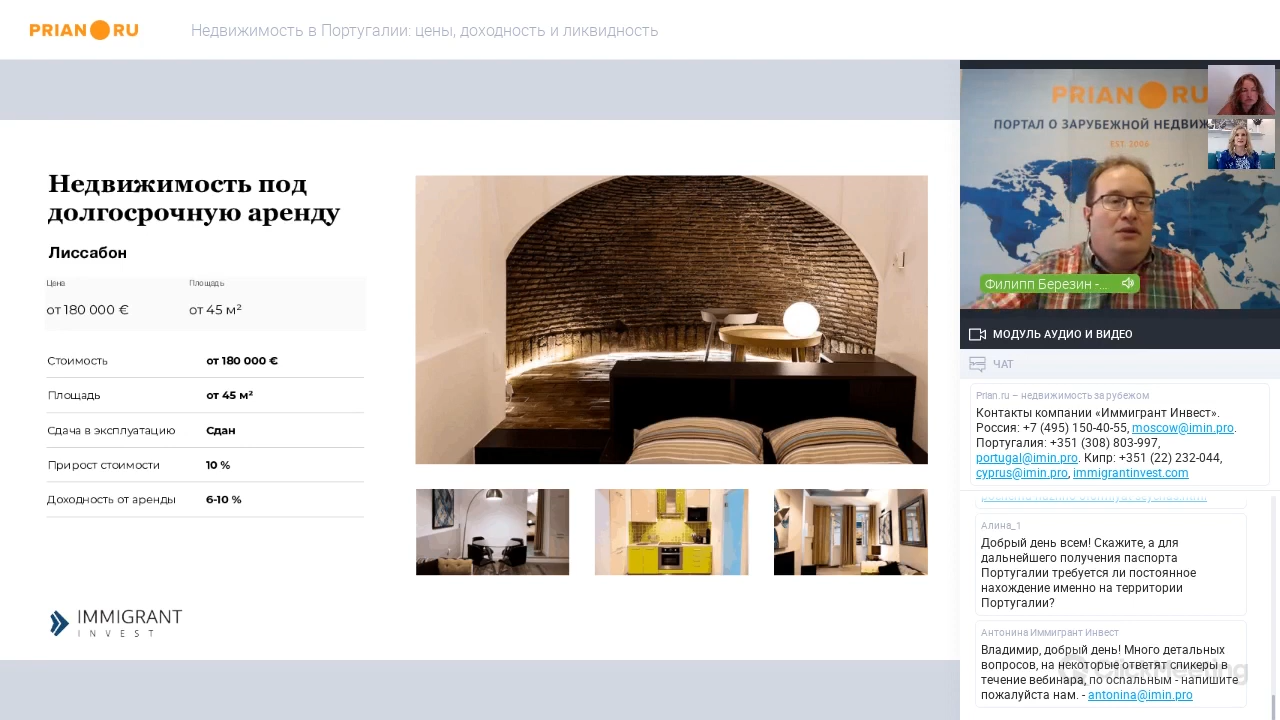 PRIAN RU
Недвижимость в Португалии: цены, доходность и ликвидность
Недвижимость под
долгосрочную аренду
Лиссабон
Цена
Площадь
от 180 000 €
от 45 м²
Стоимость
от 180 000 €
Площадь
от 45 м²
Сдача в эксплуатацию
Сдан
Прирост стоимости
10 %
Доходность от аренды
6-10 %
IMMIGRANT
INVEST
PRIAN RU
ПОРТАЛ О ЗАРУБЕЖНОЙ
EST. 2006
Филипп Березин -...
МОДУЛЬ АУДИО И ВИДЕО
ЧАТ
Prian.ru – недвижимость за рубежом
Контакты компании «Иммигрант Инвест».
Россия: +7 (495) 150-40-55, moscow@imin.pro.
Португалия: +351 (308) 803-997,
portugal@imin.pro. Кипр: +351 (22) 232-044,
cyprus@imin.pro, immigrantinvest.com
Алина_1
Добрый день всем! Скажите, а для
дальнейшего получения паспорта
Португалии требуется ли постоянное
нахождение именно на территории
Португалии?
Антонина Иммигрант Инвест
Владимир, добрый день! Много детальных
вопросов, на некоторые ответят спикеры в
течение вебинара, по остальным - напишите
пожалуйста нам. - antonina@imin.pro
ClickMeeting